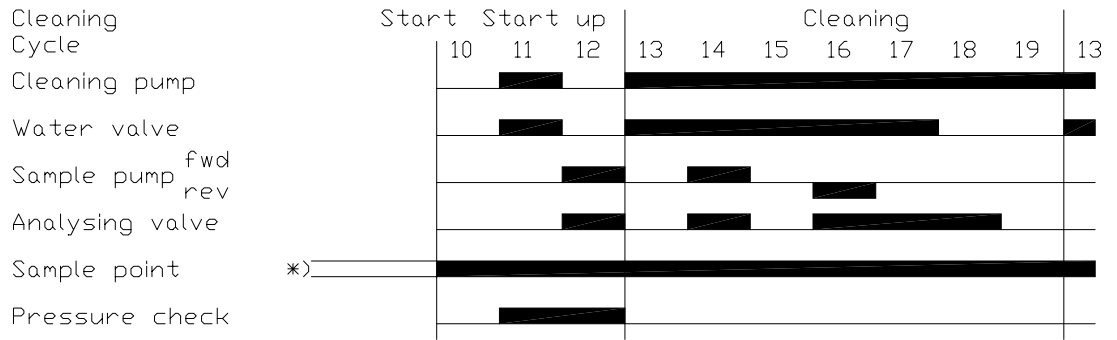 Cleaning Start Start up Cleaning
Cycle 10 11 12 13 14 15 16 17 18 19 13
Cleaning pump
Water valve
Sample pump fwd
rev
Analysing valve
Sample point *)
Pressure check